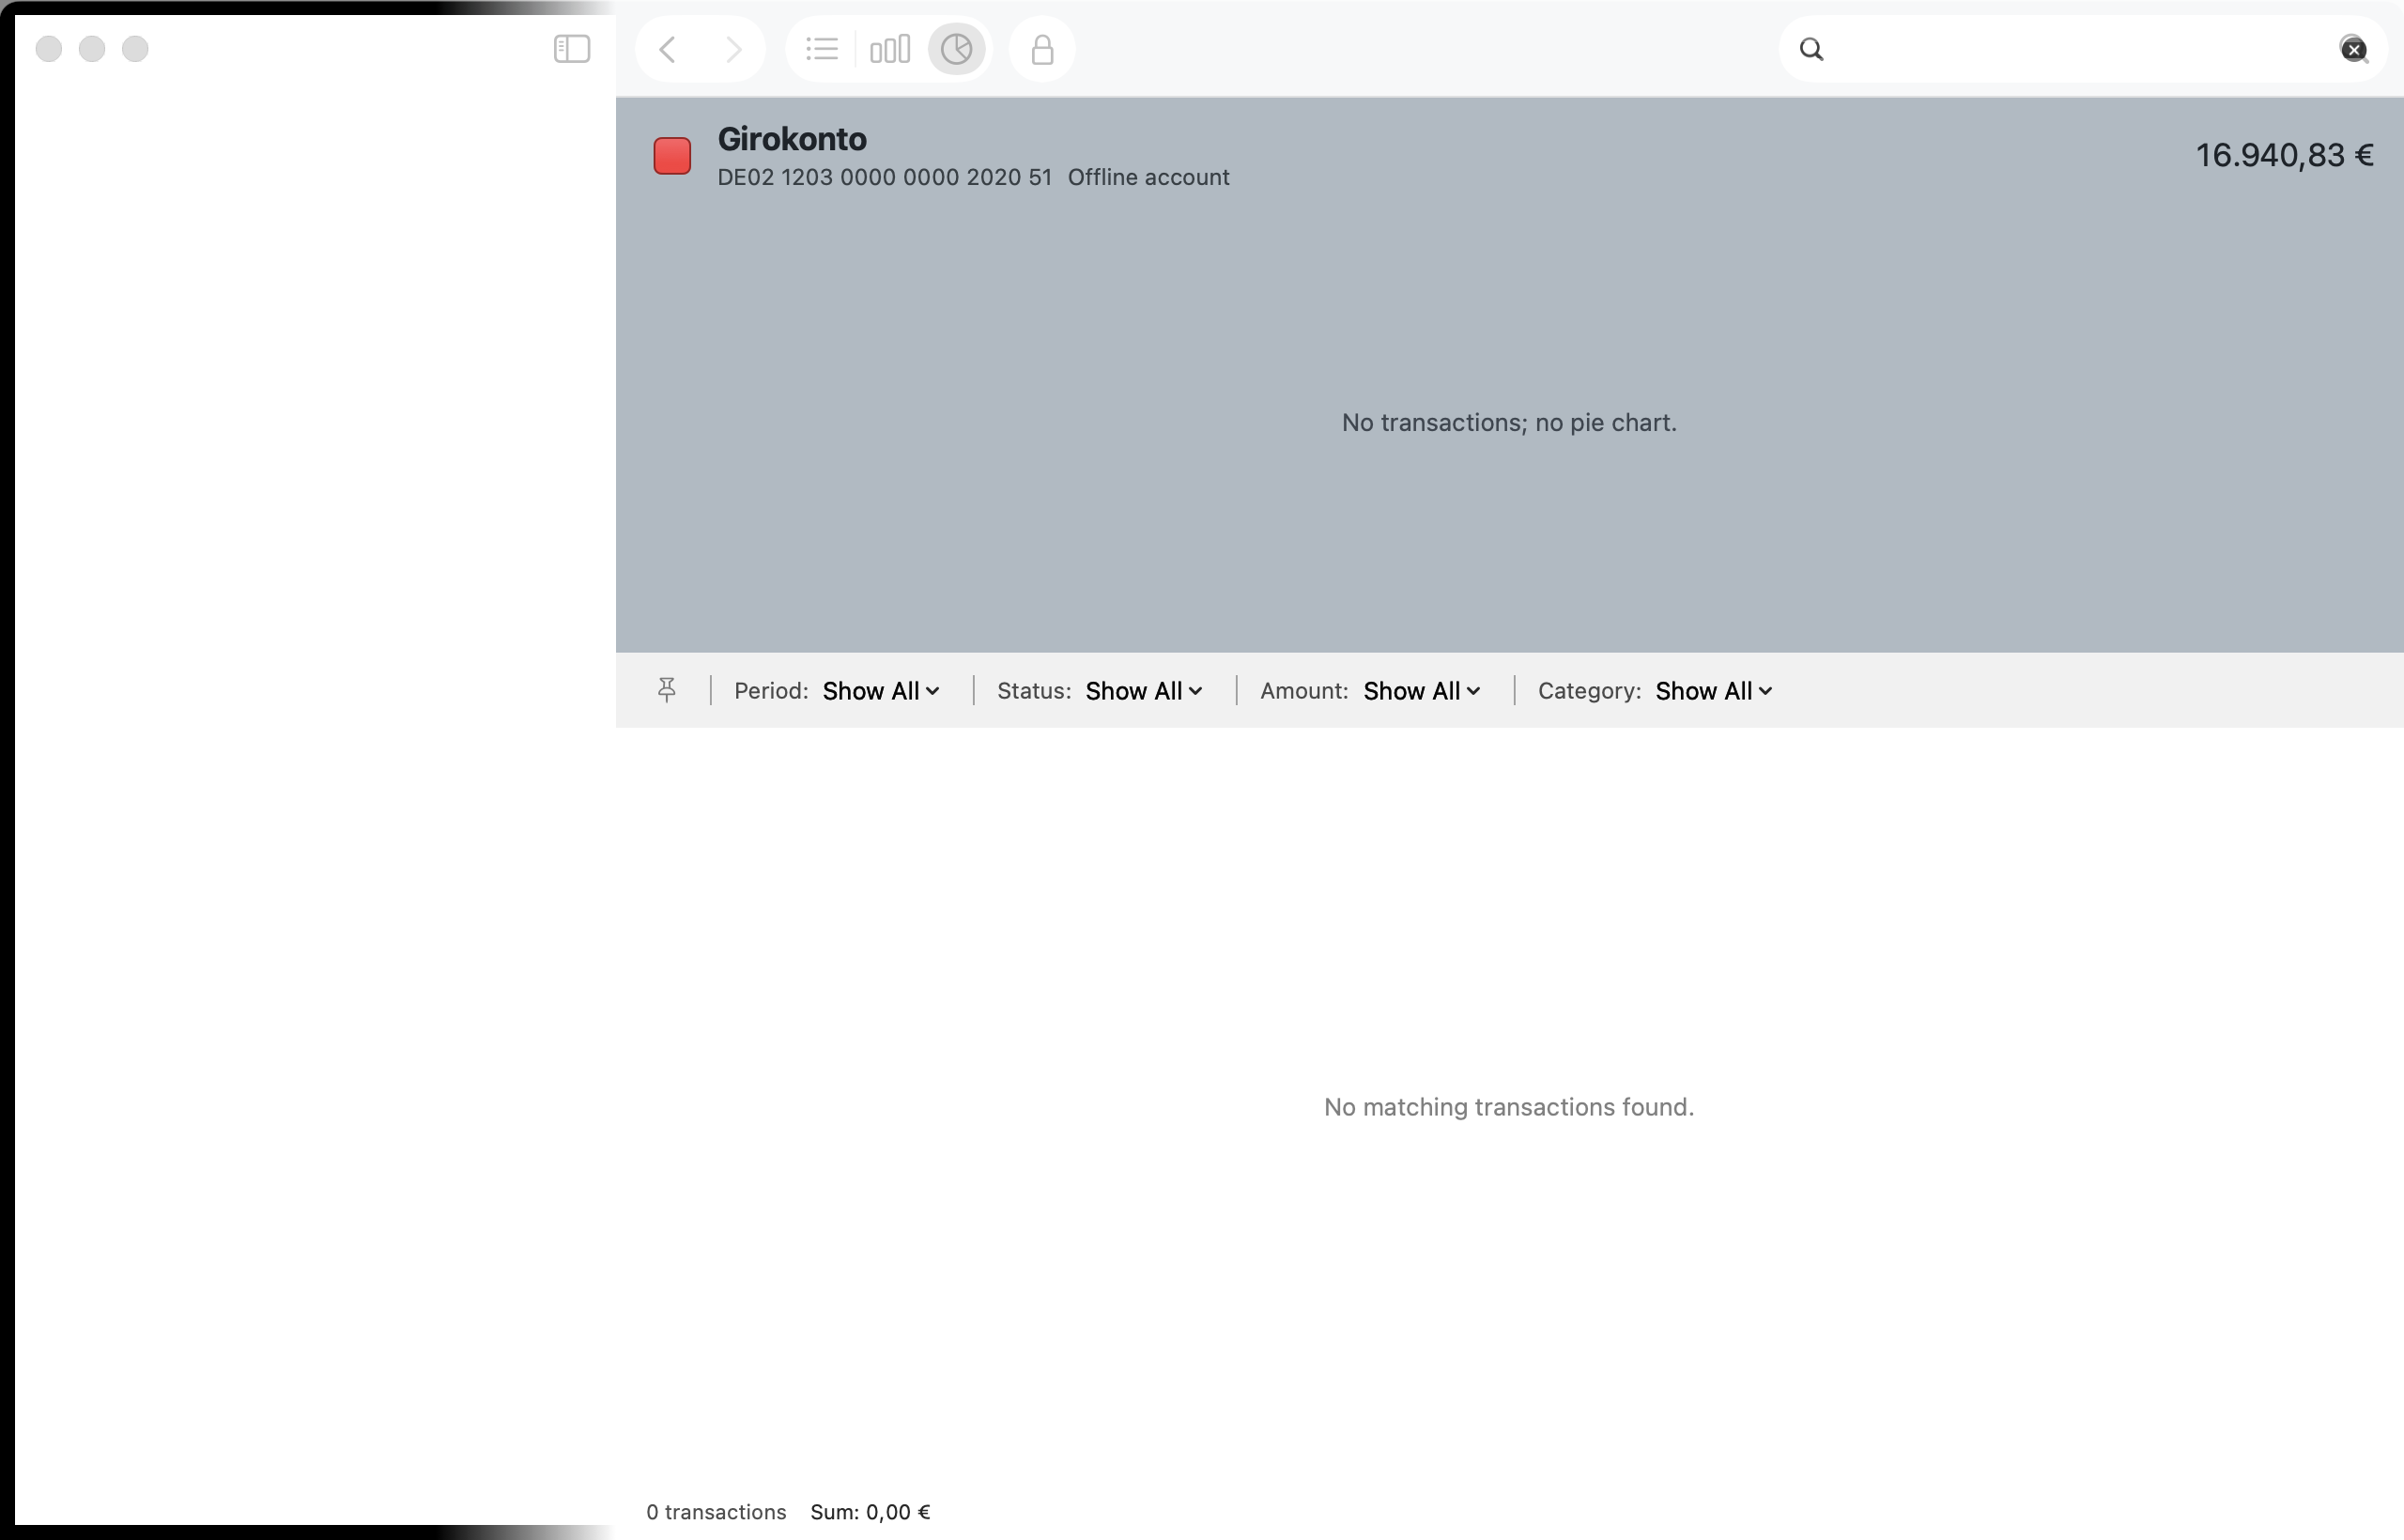 Girokonto
DE02 1203 0000 0000 2020 51 Offline account
16.940,83 €
No transactions; no pie chart.
Period: Show All Status: Show All Amount: Show All Category: Show All
No matching transactions found.
0 transactions Sum: 0,00 €